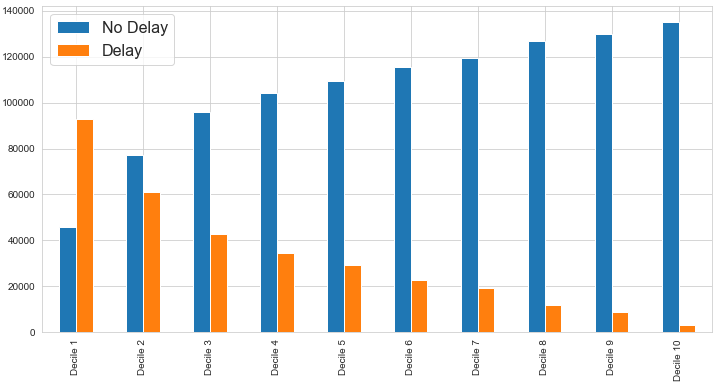 No Delay
Delay
140000
120000
100000
80000
60000
40000
20000
0
Decile 1
Decile 2
Decile 3
Decile 4
Decile 5
Decile 6
Decile 7
Decile 8
Decile 9
Decile 10